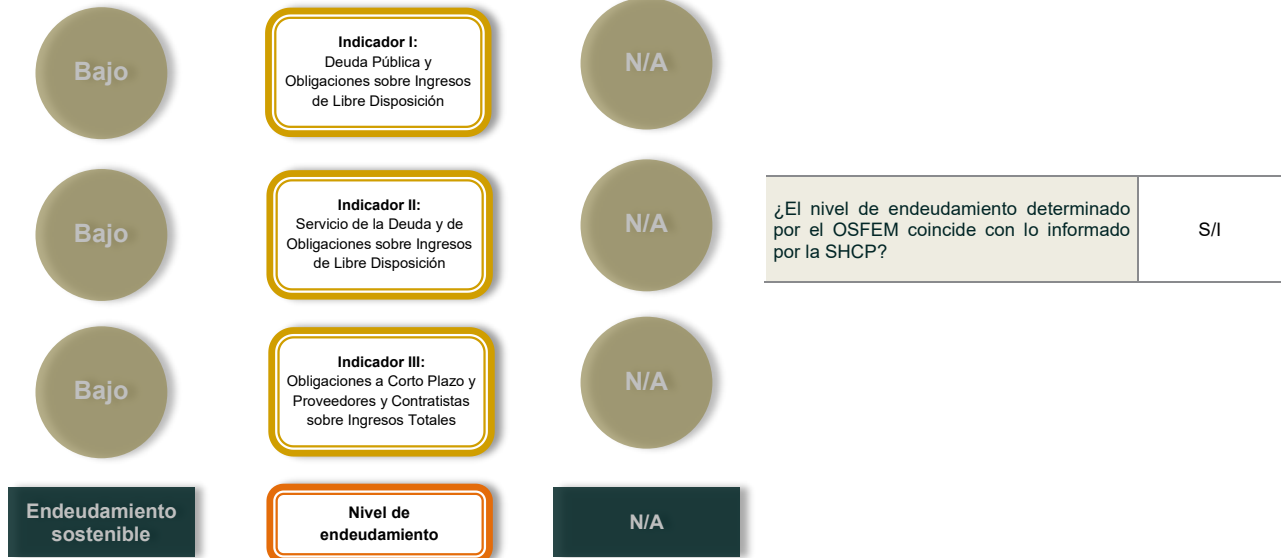 Bajo
Indicador I:
Deuda Pública y
Obligaciones sobre Ingresos
de Libre Disposición
N/A
Bajo
Indicador II:
Servicio de la Deuda y de
Obligaciones sobre Ingresos
de Libre Disposición
N/A
¿El nivel de endeudamiento determinado
por el OSFEM coincide con lo informado
por la SHCP?
S/I
Bajo
Indicador III:
Obligaciones a Corto Plazo y
Proveedores y Contratistas
sobre Ingresos Totales
N/A
Endeudamiento
sostenible
Nivel de
endeudamiento
N/A